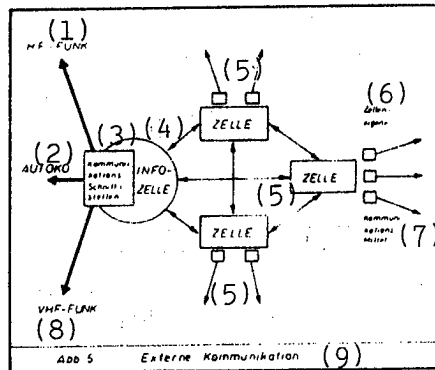 (1)
HF-FUNK
(5)
(6)
Zellen-
eigene
(3) (4)
ZELLE
(2)
AUTOKO
Kommuni-
kations
Schnitt-
stellen
INFO-
ZELLE
ZELLE
(5)
ZELLE
Kommuni
kations
Mittel
(7)
(5)
VHF-FUNK
(8)
Abb 5 Externe Kommunikation (9)